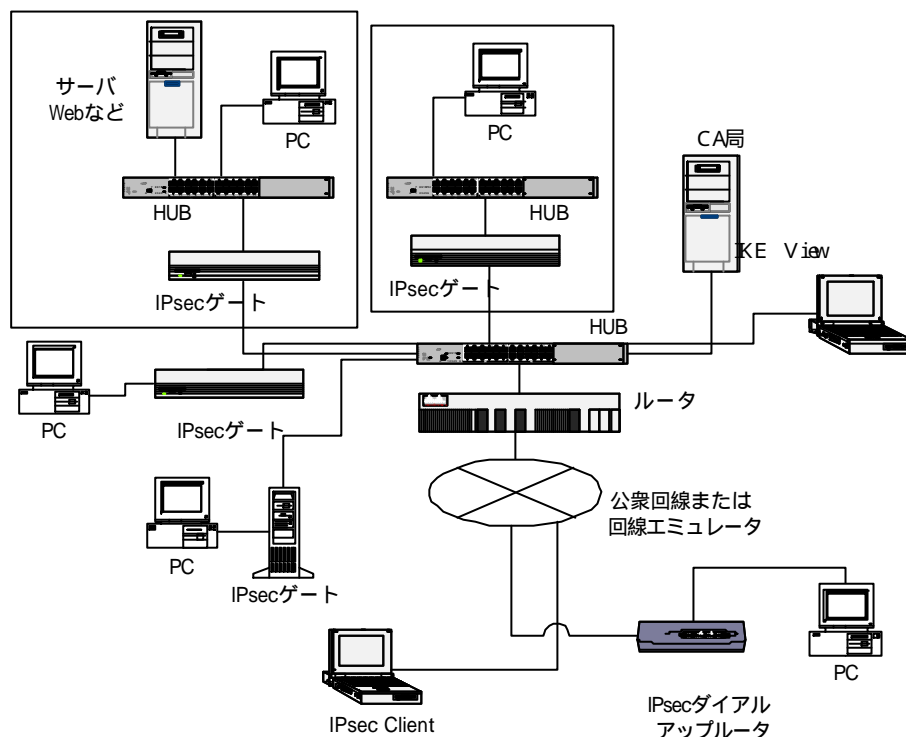 サーバ
Webなど
PC
HUB
IPsecゲート
PC
HUB
IPsecゲート
CA局
IKE View
HUB
PC
IPsecゲート
ルータ
PC
IPsecゲート
公衆回線または
回線エミュレータ
IPsec Client
IPsecダイアル
アップルータ
PC